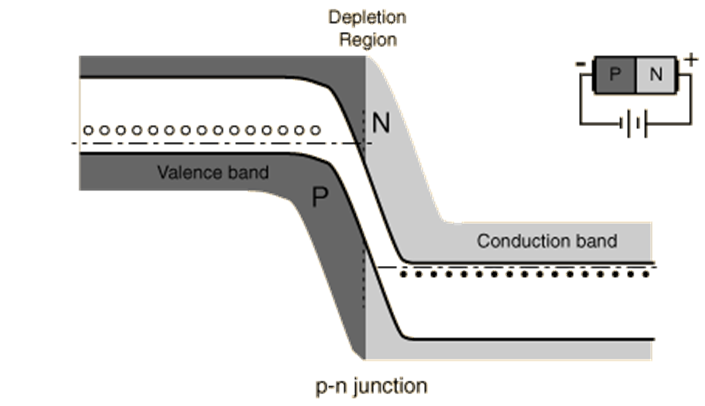 Depletion
Region
- P N +
N
Valence band
P
Conduction band
p-n junction